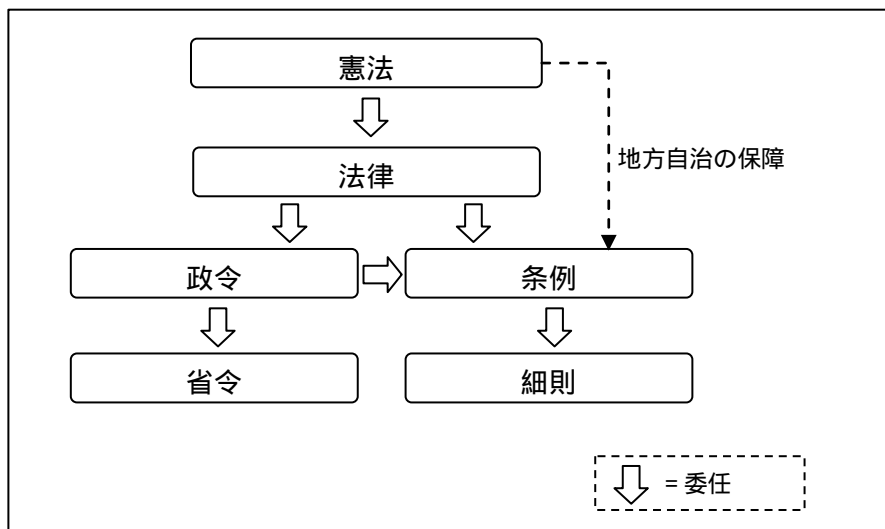 憲法
地方自治の保障
法律
政令
条例
省令
細則
= 委任